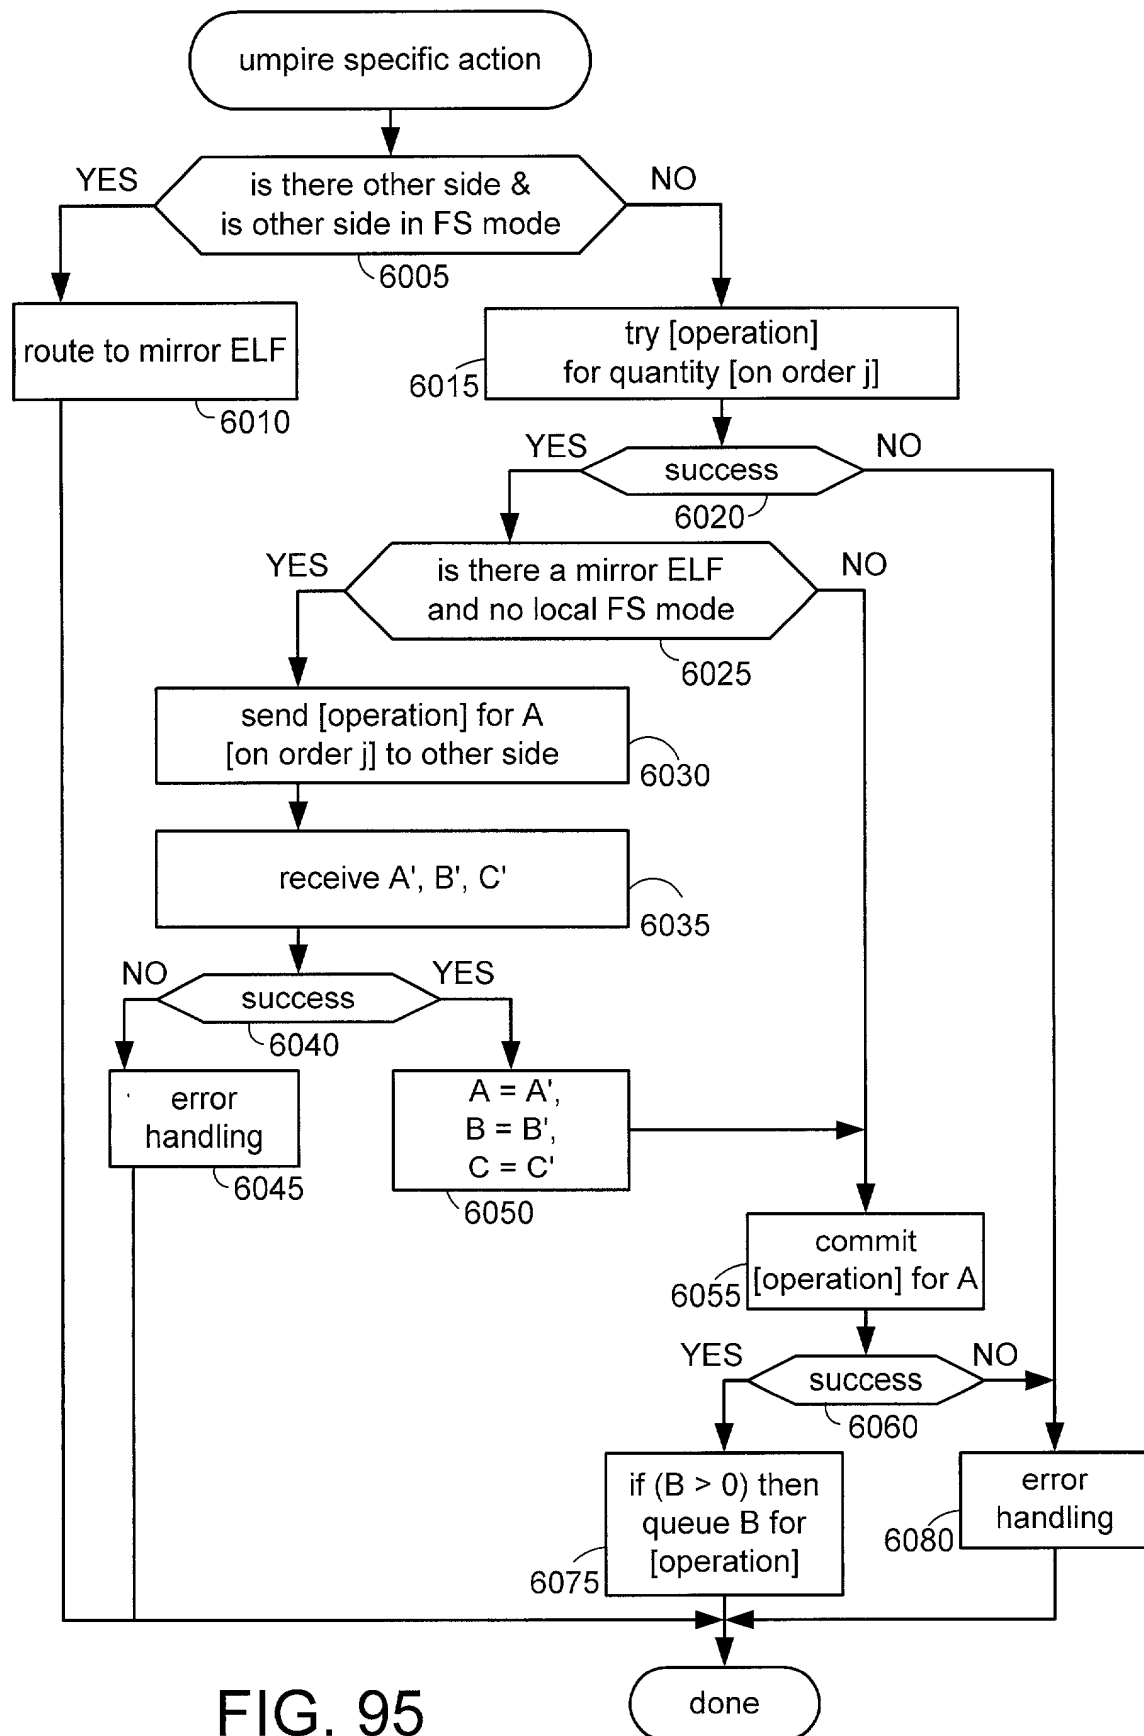 umpire specific action
YES
is there other side &
is other side in FS mode
NO
6005
route to mirror ELF
6010
try [operation]
for quantity [on order j]
6015
YES
success
NO
6020
YES
is there a mirror ELF
and no local FS mode
NO
6025
send [operation] for A
[on order j] to other side
6030
receive A', B', C'
6035
NO
success
YES
6040
error
handling
6045
A = A',
B = B',
C = C'
6050
commit
[operation] for A
6055
YES
success
NO
6060
if (B > 0) then
queue B for
[operation]
6075
error
handling
6080
done
FIG. 95